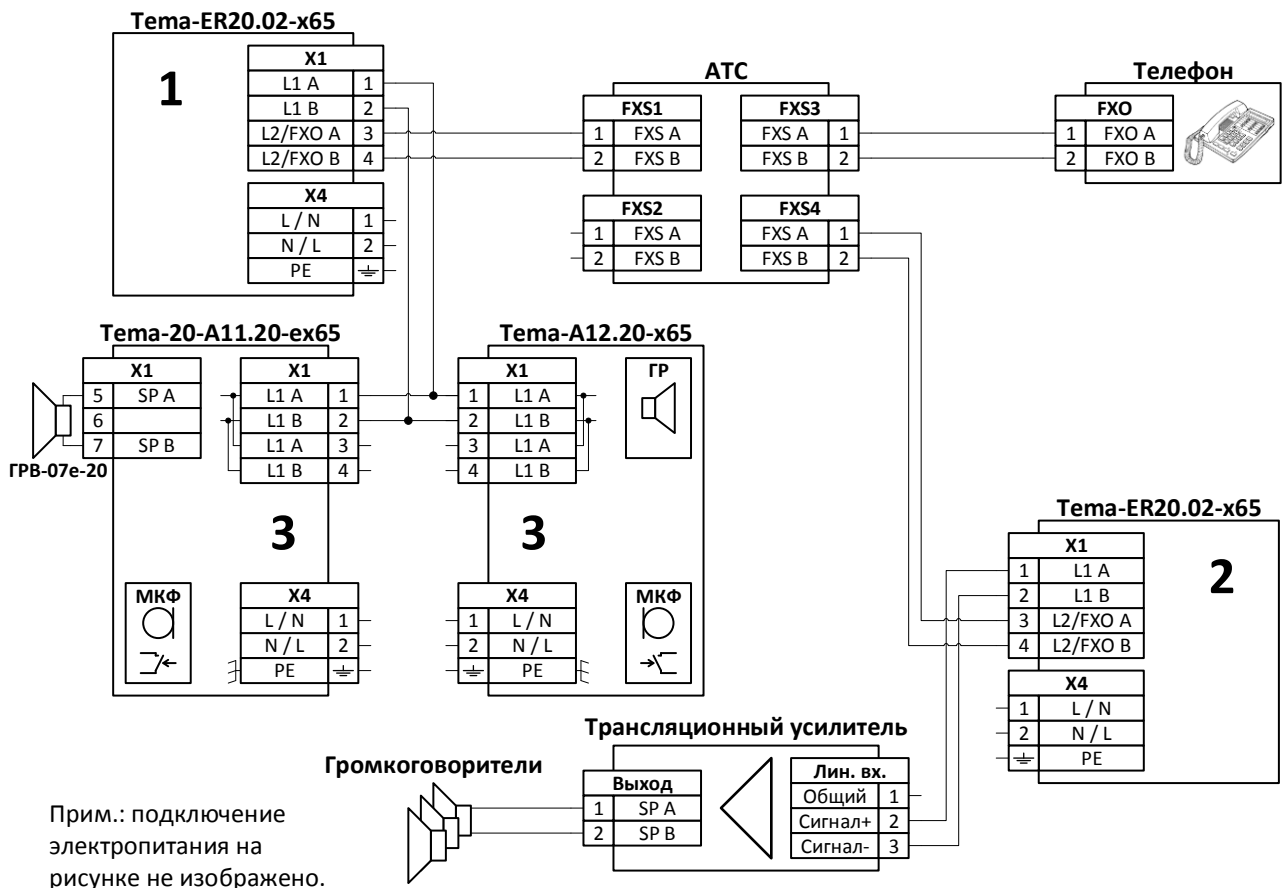 Tema-ER20.02-x65
1
X1
L1 A 1
L1 B 2
L2/FXO A 3
L2/FXO B 4
X4
L / N 1
N / L 2
PE
АТС
FXS1
1 FXS A
2 FXS B
FXS3
FXS A 1
FXS B 2
FXS2
1 FXS A
2 FXS B
FXS4
FXS A 1
FXS B 2
Телефон
FXO
1 FXO A
2 FXO B
Tema-20-A11.20-ex65
X1
5 SP A
6
7 SP B
ГРВ-07е-20
X1
L1 A 1
L1 B 2
L1 A 3
L1 B 4
3
МКФ
X4
L / N 1
N / L 2
PE
Tema-A12.20-x65
X1
1 L1 A
2 L1 B
3 L1 A
4 L1 B
ГР
3
X4
1 L / N
2 N / L
PE
МКФ
Tema-ER20.02-x65
X1
1 L1 A
2 L1 B
3 L2/FXO A
4 L2/FXO B
2
X4
1 L / N
2 N / L
PE
Трансляционный усилитель
Громкоговорители
Выход
1 SP A
2 SP B
Лин. вх.
Общий 1
Сигнал+ 2
Сигнал- 3
Прим.: подключение
электропитания на
рисунке не изображено.